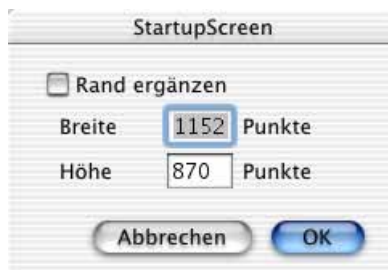 StartupScreen
Rand ergänzen
Breite 1152 Punkte
Höhe 870 Punkte
Abbrechen OK